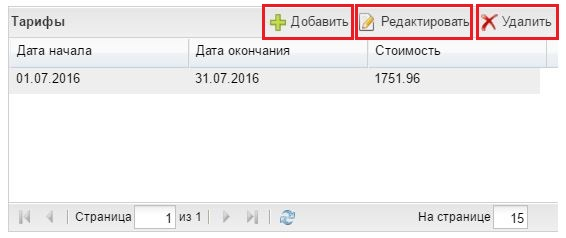 Тарифы Добавить Редактировать Удалить
Дата начала Дата окончания Стоимость
01.07.2016 31.07.2016 1751.96
Страница 1 из 1 На странице 15